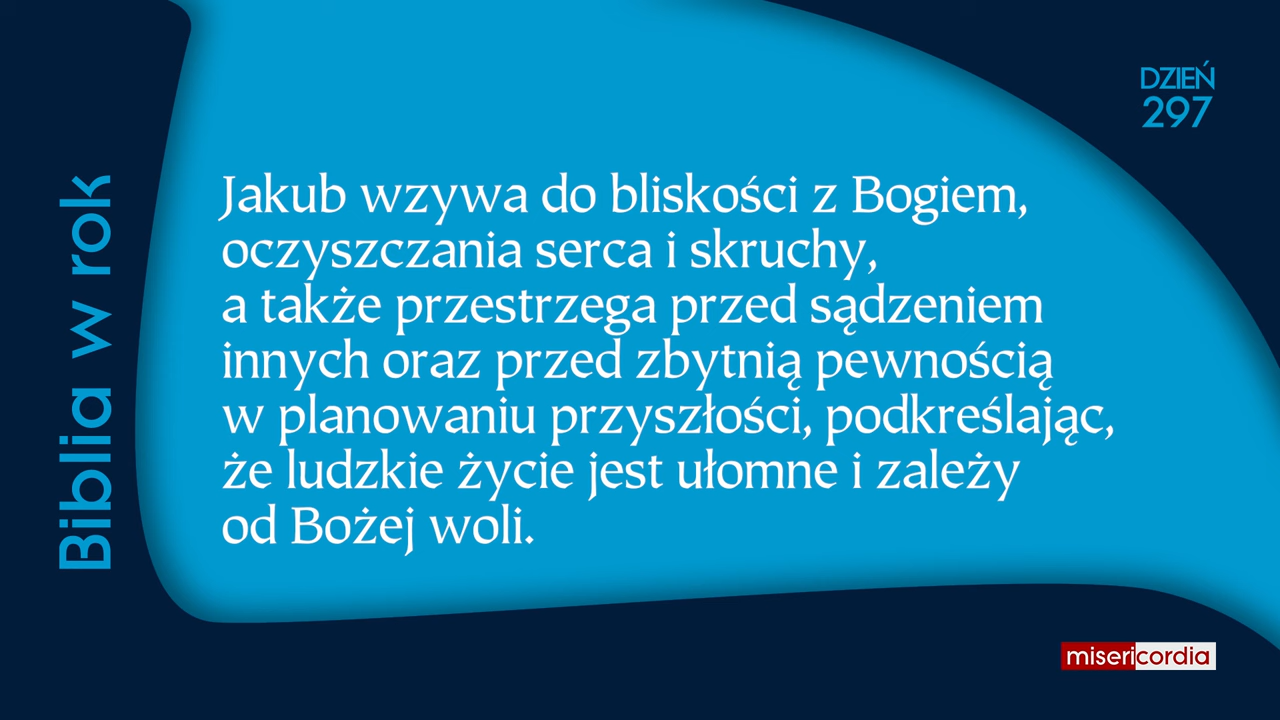 Biblia w rok
DZIEŃ
297
Jakub wzywa do bliskości z Bogiem,
oczyszczania serca i skruchy,
a także przestrzega przed sądzeniem
innych oraz przed zbytnią pewnością
w planowaniu przyszłości, podkreślając,
że ludzkie życie jest ułomne i zależy
od Bożej woli.
misericordia